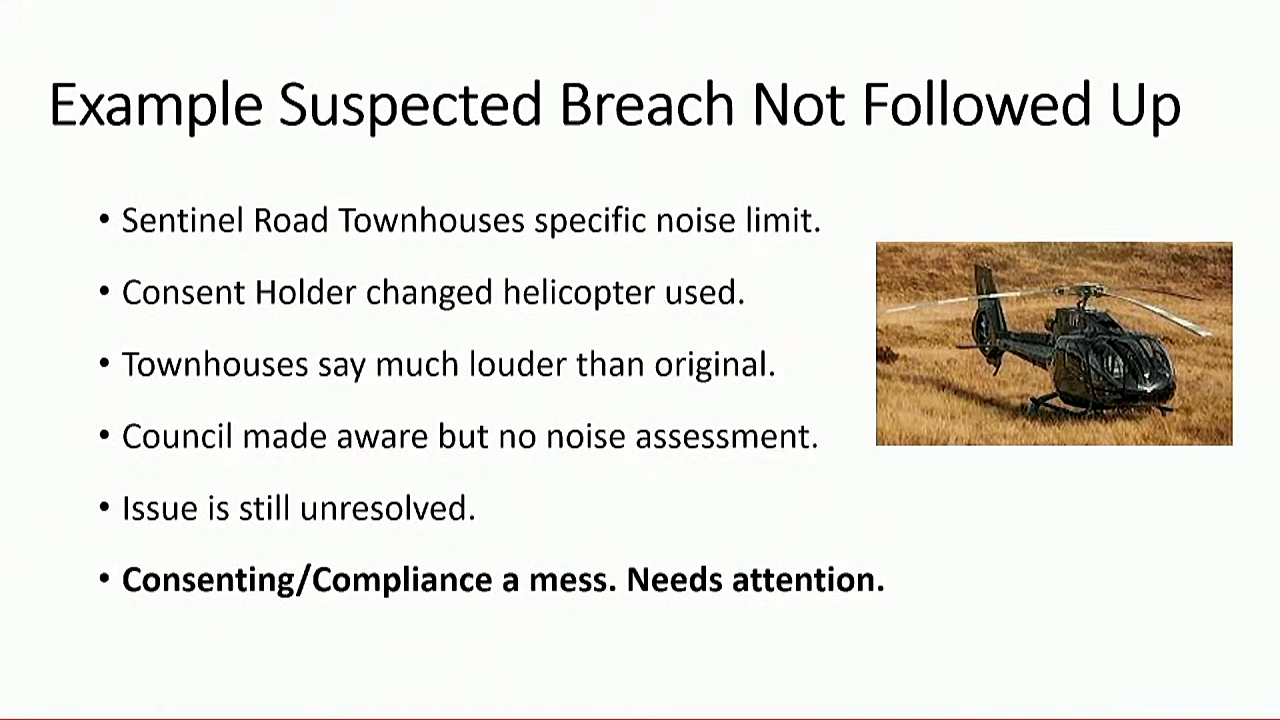 Example Suspected Breach Not Followed Up
• Sentinel Road Townhouses specific noise limit.
• Consent Holder changed helicopter used.
• Townhouses say much louder than original.
• Council made aware but no noise assessment.
• Issue is still unresolved.
• Consenting/Compliance a mess. Needs attention.